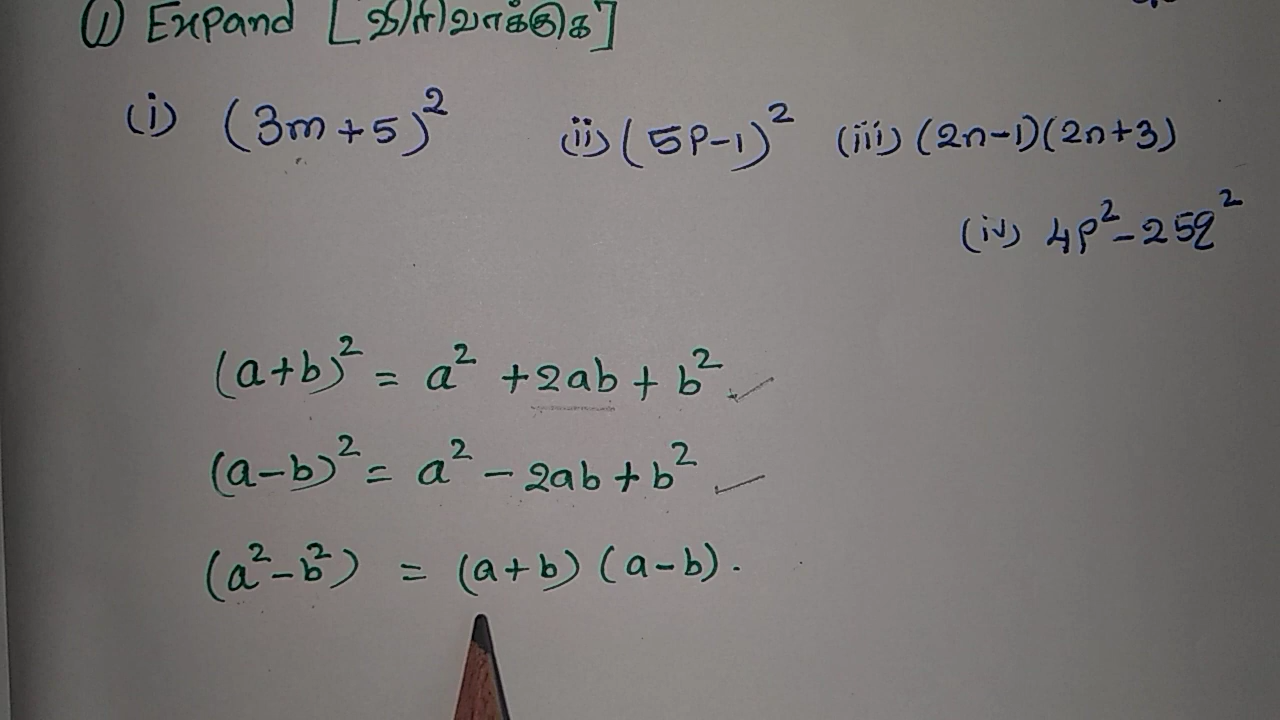 (1) Expand [விரிவாக்குக]
(i) (3m+5)² (ii) (5P-1)² (iii) (2n-1)(2n+3)
(iv) 4p²-25q²
(a+b)² = a² +2ab + b²
(a-b)² = a² - 2ab + b²
(a²-b²) = (a+b) (a-b).